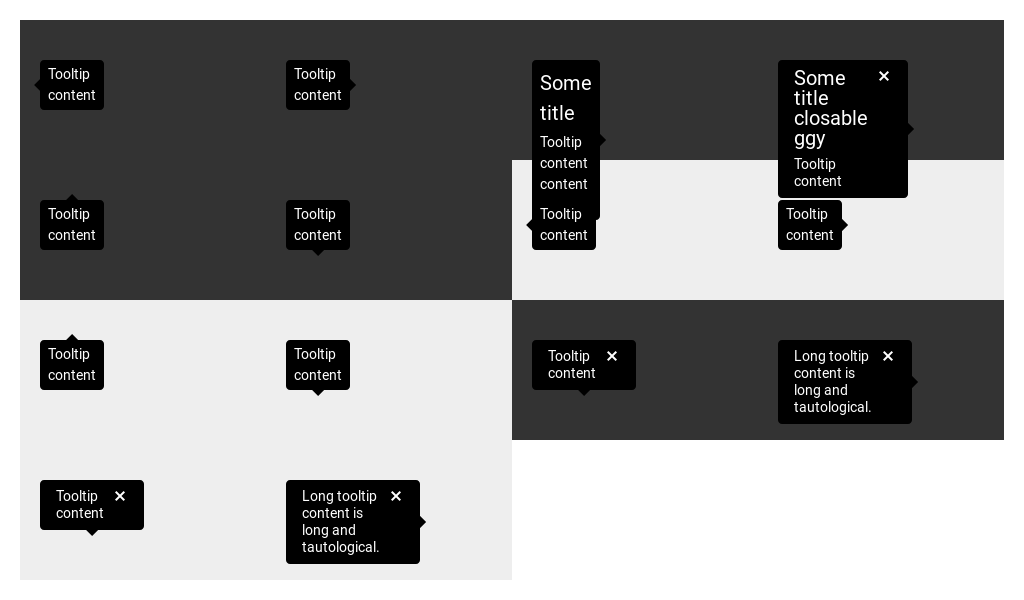 Tooltip
content
Tooltip
content
Some
title
Tooltip
content
content
Some
title
closable
ggy
Tooltip
content
Tooltip
content
Tooltip
content
Tooltip
content
Tooltip
content
Tooltip
content
Tooltip
content
Tooltip
content
Long tooltip
content is
long and
tautological.
Tooltip
content
Long tooltip
content is
long and
tautological.